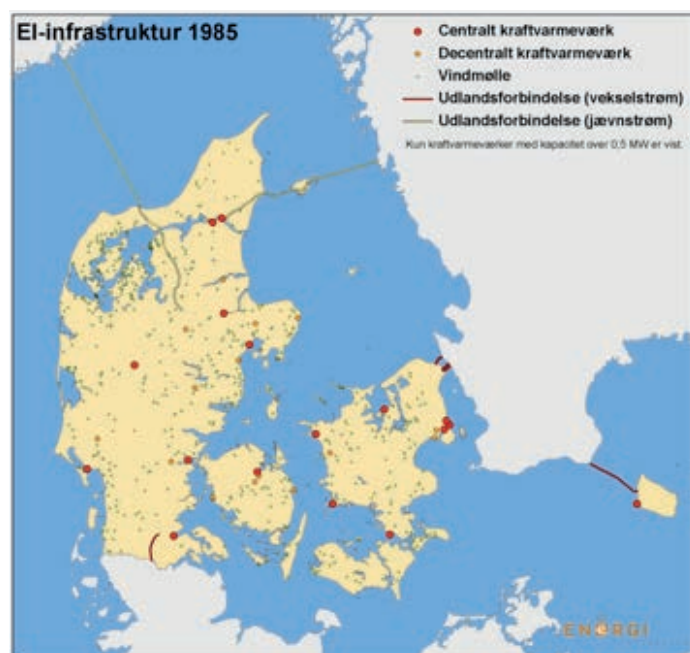 El-infrastruktur 1985
Centralt kraftvarmeværk
Decentralt kraftvarmeværk
Vindmølle
Udlandsforbindelse (vekselstrøm)
Udlandsforbindelse (jævnstrøm)
Kun kraftvarmeværker med kapacitet over 0,5 MW er vist.
ENERGI